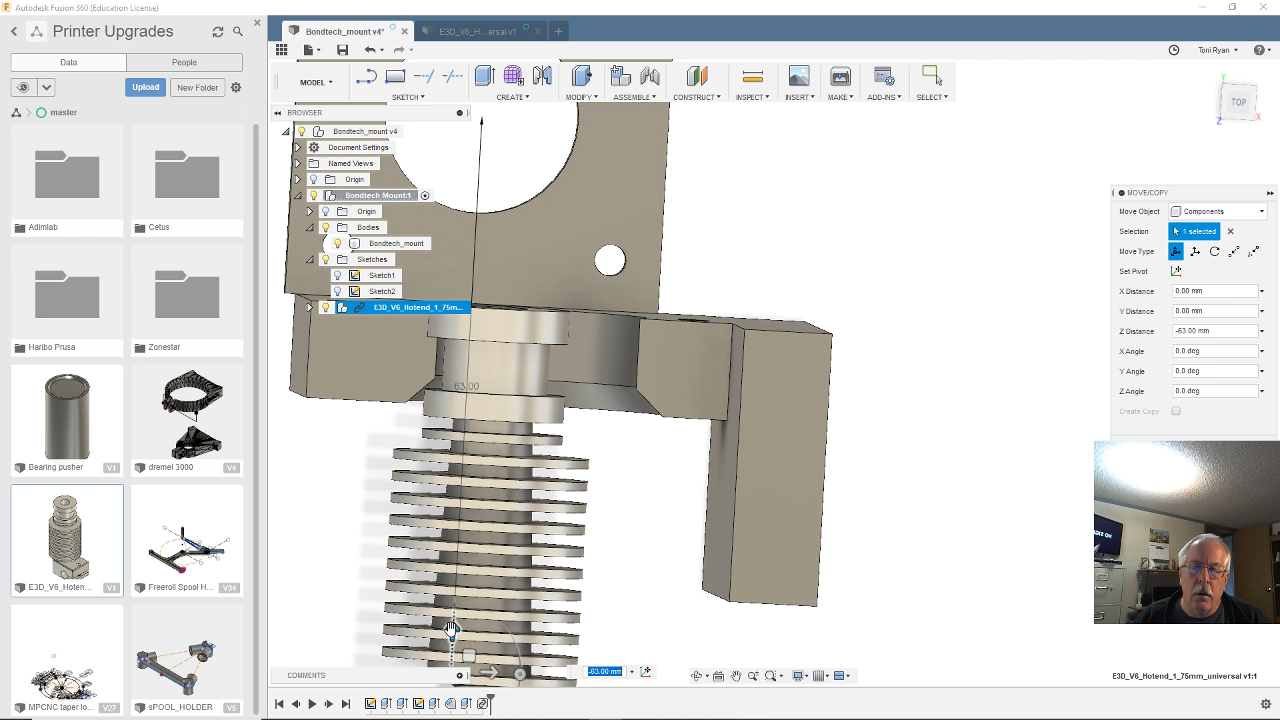 Autodesk Fusion 360 (Education License)
Printer Upgrades
Data
People
Upload
New Folder
master
Adimlab
Cetus
Haribo Prusa
Zonestar
Bearing pusher
V1
dremel 3000
V4
E3D_V6_Hoten...
V1
Freeroll Spool H...
V34
MPCNC taper lo...
V27
sPOOL_HOLDER
V5
Bondtech_mount v4*
E3D_V6_H...ersal v1
Toni Ryan
MODEL
SKETCH
CREATE
MODIFY
ASSEMBLE
CONSTRUCT
INSPECT
INSERT
MAKE
ADD-INS
SELECT
BROWSER
Bondtech_mount v4
Document Settings
Named Views
Origin
Bondtech Mount:1
Origin
Bodies
Bondtech_mount
Sketches
Sketch1
Sketch2
E3D_V6_Hotend_1_75m...
63.00
-63.00 mm
COMMENTS
TOP
Y
X
Z
MOVE/COPY
Move Object
Components
Selection
1 selected
Move Type
Set Pivot
X Distance
0.00 mm
Y Distance
0.00 mm
Z Distance
-63.00 mm
X Angle
0.0 deg
Y Angle
0.0 deg
Z Angle
0.0 deg
Create Copy
E3D_V6_Hotend_1_75mm_universal v1:1